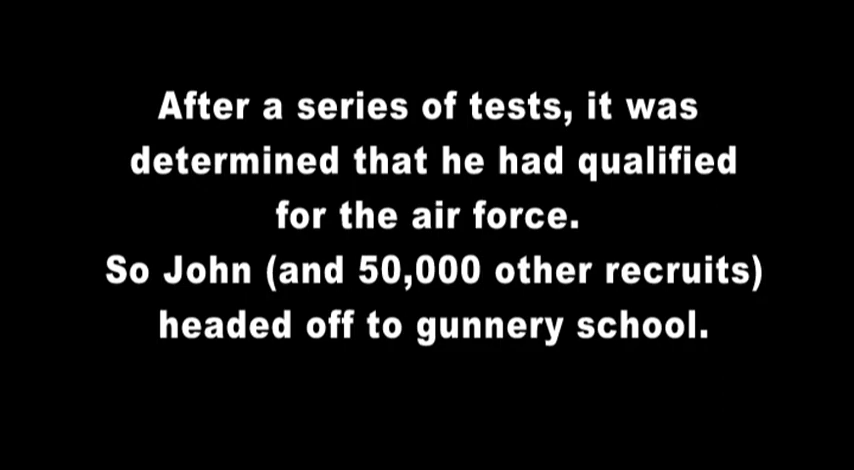 After a series of tests, it was
determined that he had qualified
for the air force.
So John (and 50,000 other recruits)
headed off to gunnery school.